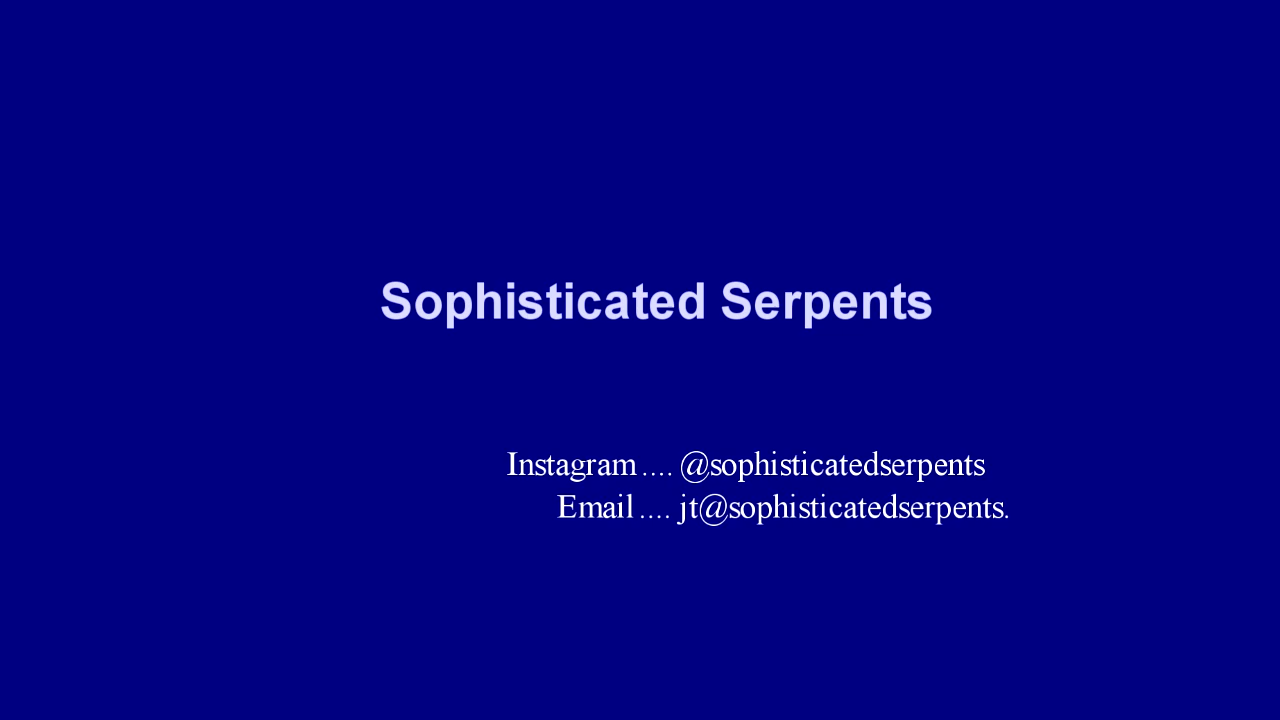 Sophisticated Serpents
Instagram .... @sophisticatedserpents
Email .... jt@sophisticatedserpents.